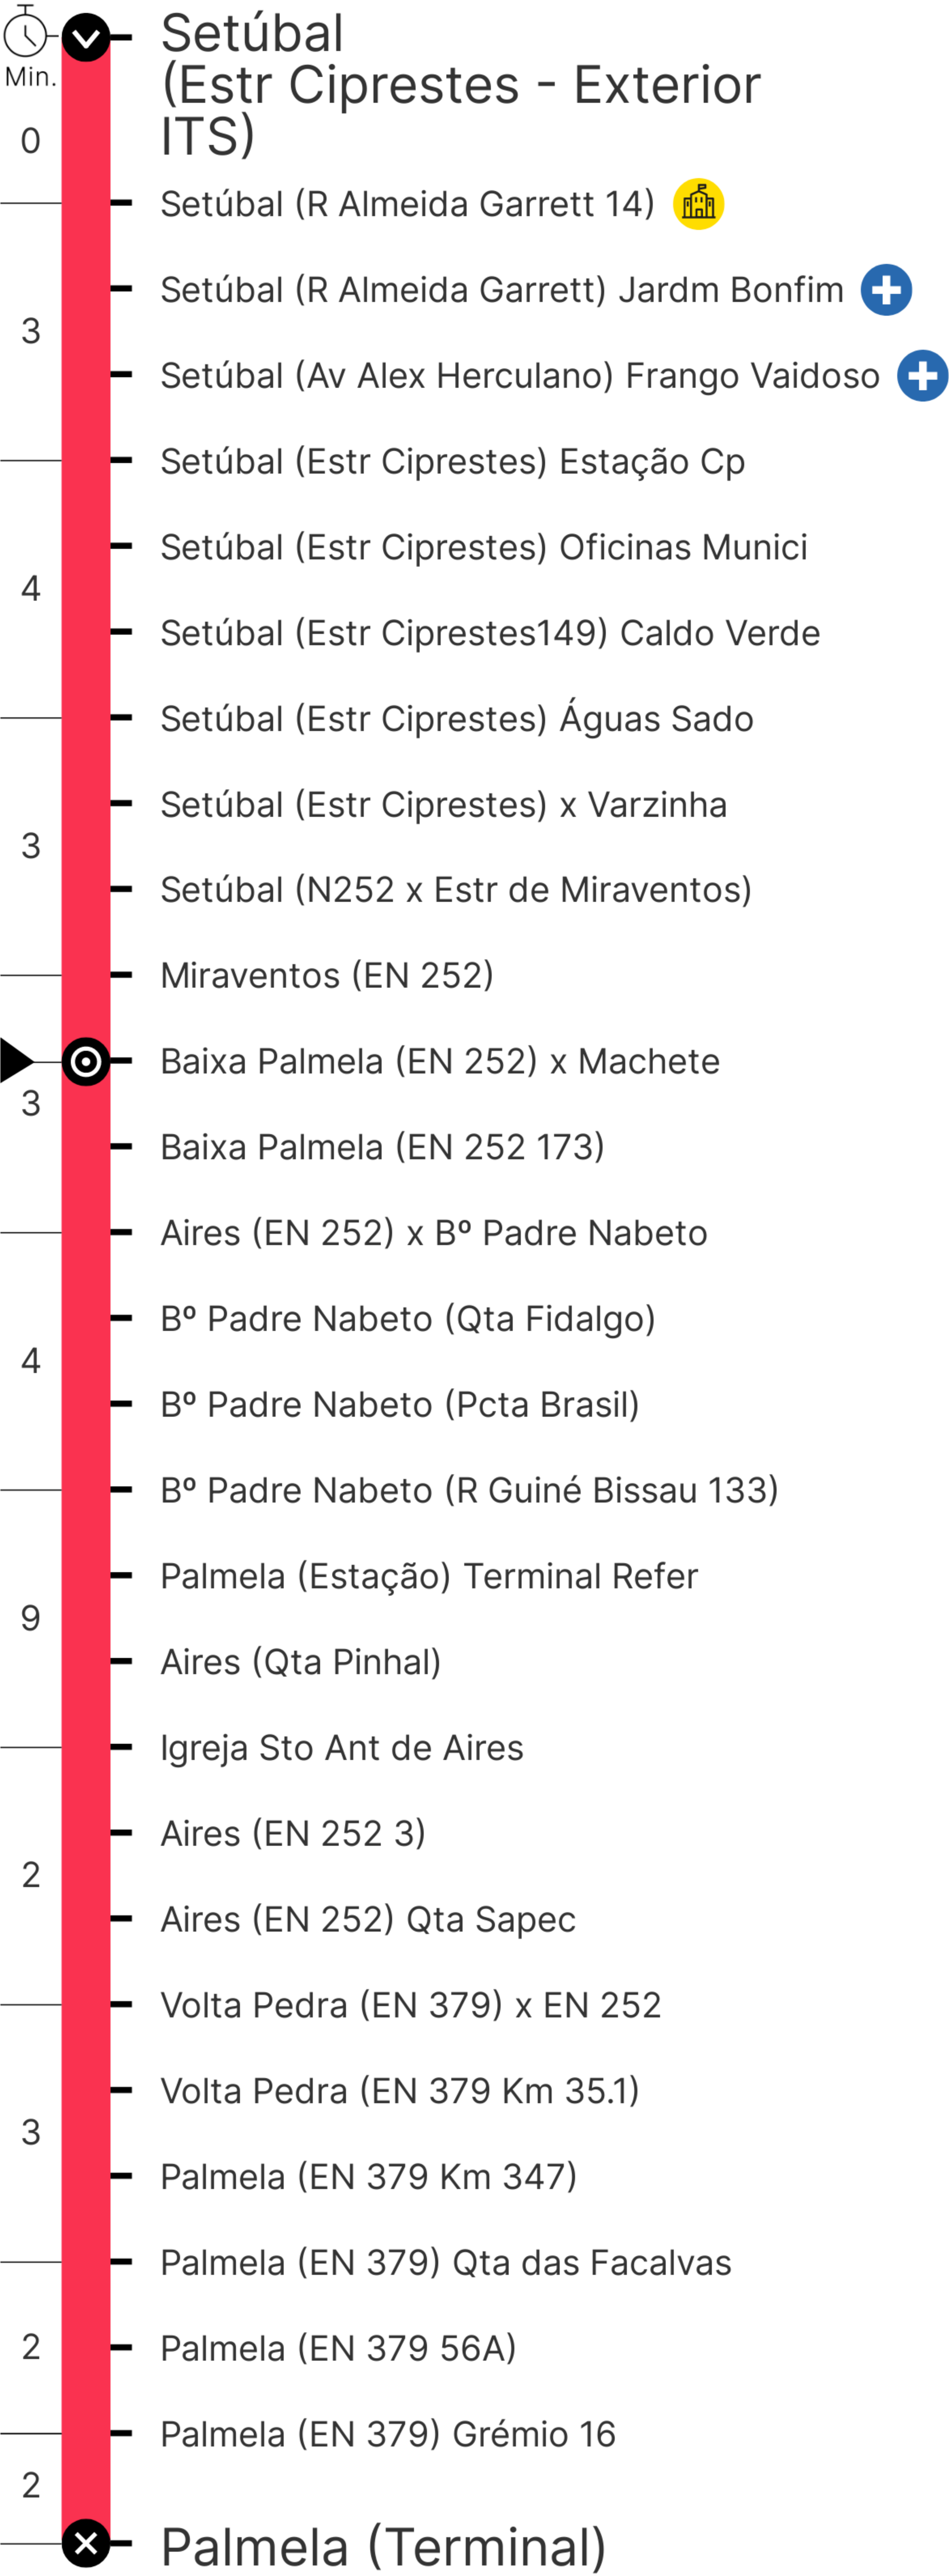 Min.
Setúbal
(Estr Ciprestes - Exterior
ITS)
0
Setúbal (R Almeida Garrett 14)
Setúbal (R Almeida Garrett) Jardm Bonfim
3
Setúbal (Av Alex Herculano) Frango Vaidoso
Setúbal (Estr Ciprestes) Estação Cp
Setúbal (Estr Ciprestes) Oficinas Munici
4
Setúbal (Estr Ciprestes149) Caldo Verde
Setúbal (Estr Ciprestes) Águas Sado
Setúbal (Estr Ciprestes) x Varzinha
3
Setúbal (N252 x Estr de Miraventos)
Miraventos (EN 252)
Baixa Palmela (EN 252) x Machete
3
Baixa Palmela (EN 252 173)
Aires (EN 252) x Bº Padre Nabeto
Bº Padre Nabeto (Qta Fidalgo)
4
Bº Padre Nabeto (Pcta Brasil)
Bº Padre Nabeto (R Guiné Bissau 133)
Palmela (Estação) Terminal Refer
9
Aires (Qta Pinhal)
Igreja Sto Ant de Aires
Aires (EN 252 3)
2
Aires (EN 252) Qta Sapec
Volta Pedra (EN 379) x EN 252
Volta Pedra (EN 379 Km 35.1)
3
Palmela (EN 379 Km 347)
Palmela (EN 379) Qta das Facalvas
2
Palmela (EN 379 56A)
Palmela (EN 379) Grémio 16
2
Palmela (Terminal)